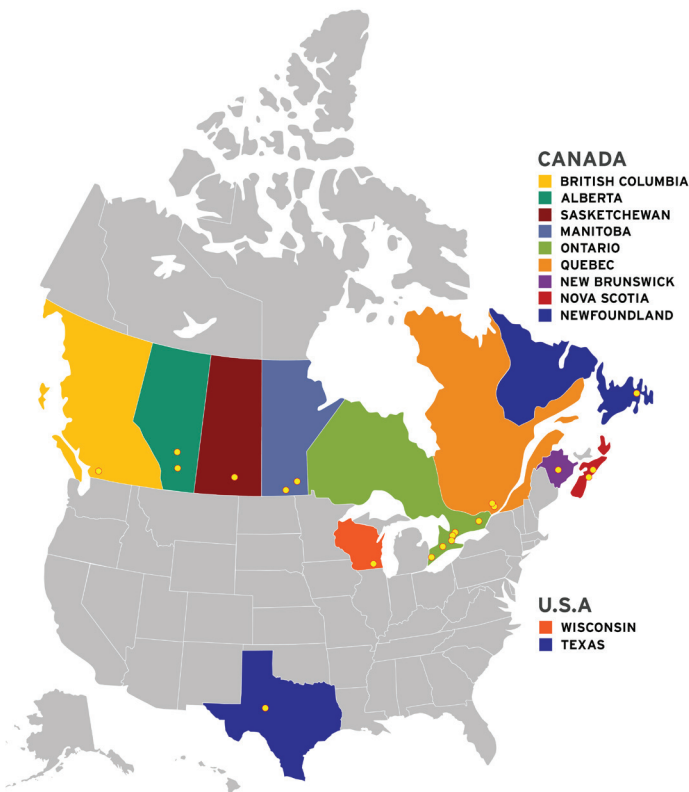 CANADA
BRITISH COLUMBIA
ALBERTA
SASKETCHEWAN
MANITOBA
ONTARIO
QUEBEC
NEW BRUNSWICK
NOVA SCOTIA
NEWFOUNDLAND
U.S.A
WISCONSIN
TEXAS